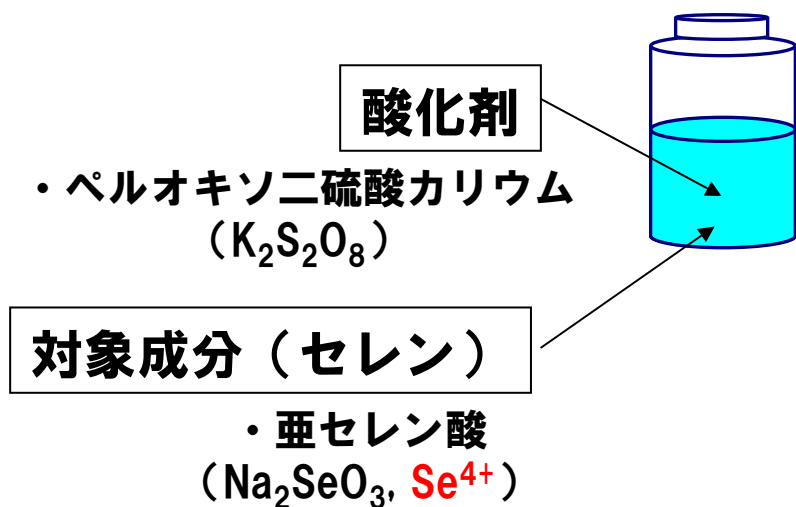 酸化剤
・ペルオキソ二硫酸カリウム
（K₂S₂O₈）
対象成分（セレン）
・亜セレン酸
（Na₂SeO₃, Se⁴⁺）